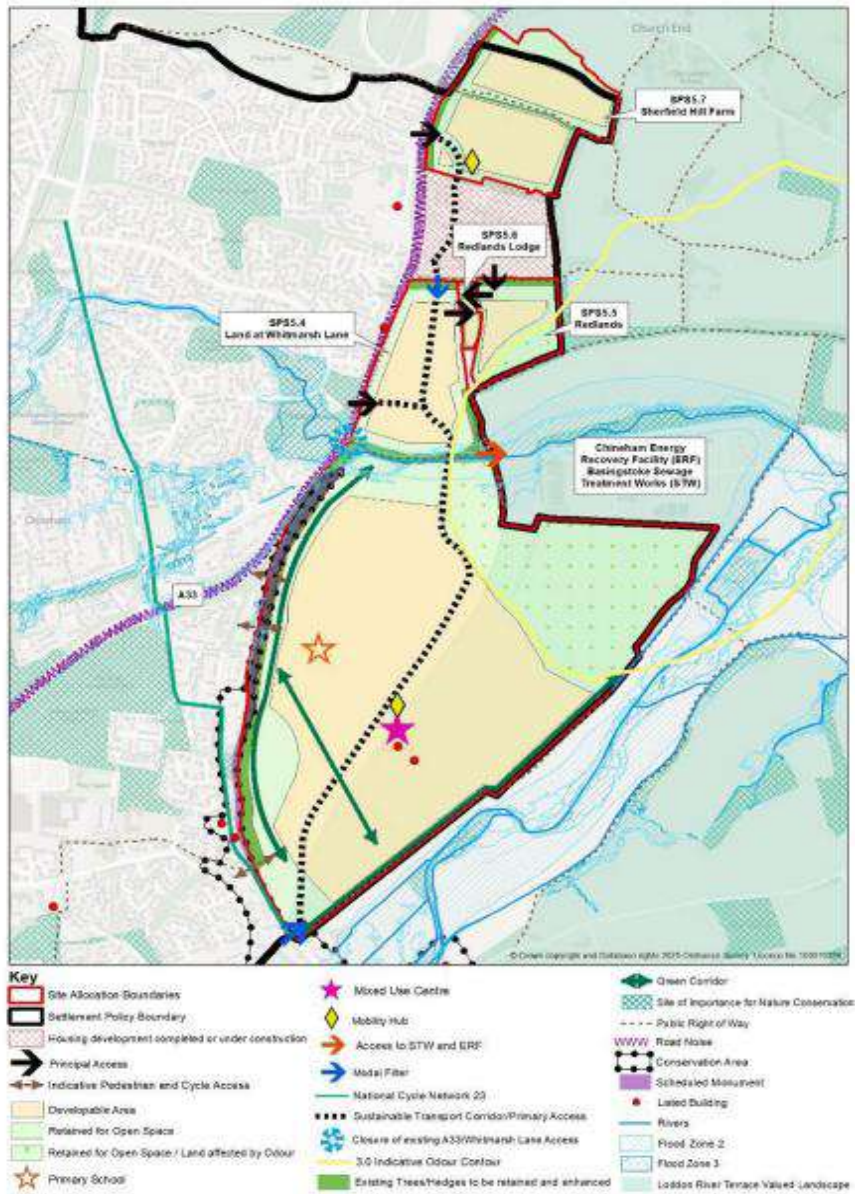 Church End
SPS5.7
Sherfield Hill Farm
SPS5.6
Redlands Lodge
SPS5.5
Redlands
SPS5.4
Land at Whitmarsh Lane
Chineham Energy
Recovery Facility (ERF)
Basingstoke Sewage
Treatment Works (STW)
Chineham
A33
© Crown copyright and Database rights 2025 Ordnance Survey Licence No
Key
Site Allocation Boundaries
Settlement Policy Boundary
Housing development completed or under construction
Principal Access
Indicative Pedestrian and Cycle Access
Developable Area
Retained for Open Space
Retained for Open Space / Land affected by Odour
Primary School
Mixed Use Centre
Mobility Hub
Access to STW and ERF
Modal Filter
National Cycle Network 23
Sustainable Transport Corridor/Primary Access
Closure of existing A33/Whitmarsh Lane Access
3.0 Indicative Odour Contour
Existing Trees/Hedges to be retained and enhanced
Green Corridor
Site of Importance for Nature Conservation
Public Right of Way
Road Noise
Conservation Area
Scheduled Monument
Listed Building
Rivers
Flood Zone 2
Flood Zone 3
Loddon River Terrace Valued Landscape